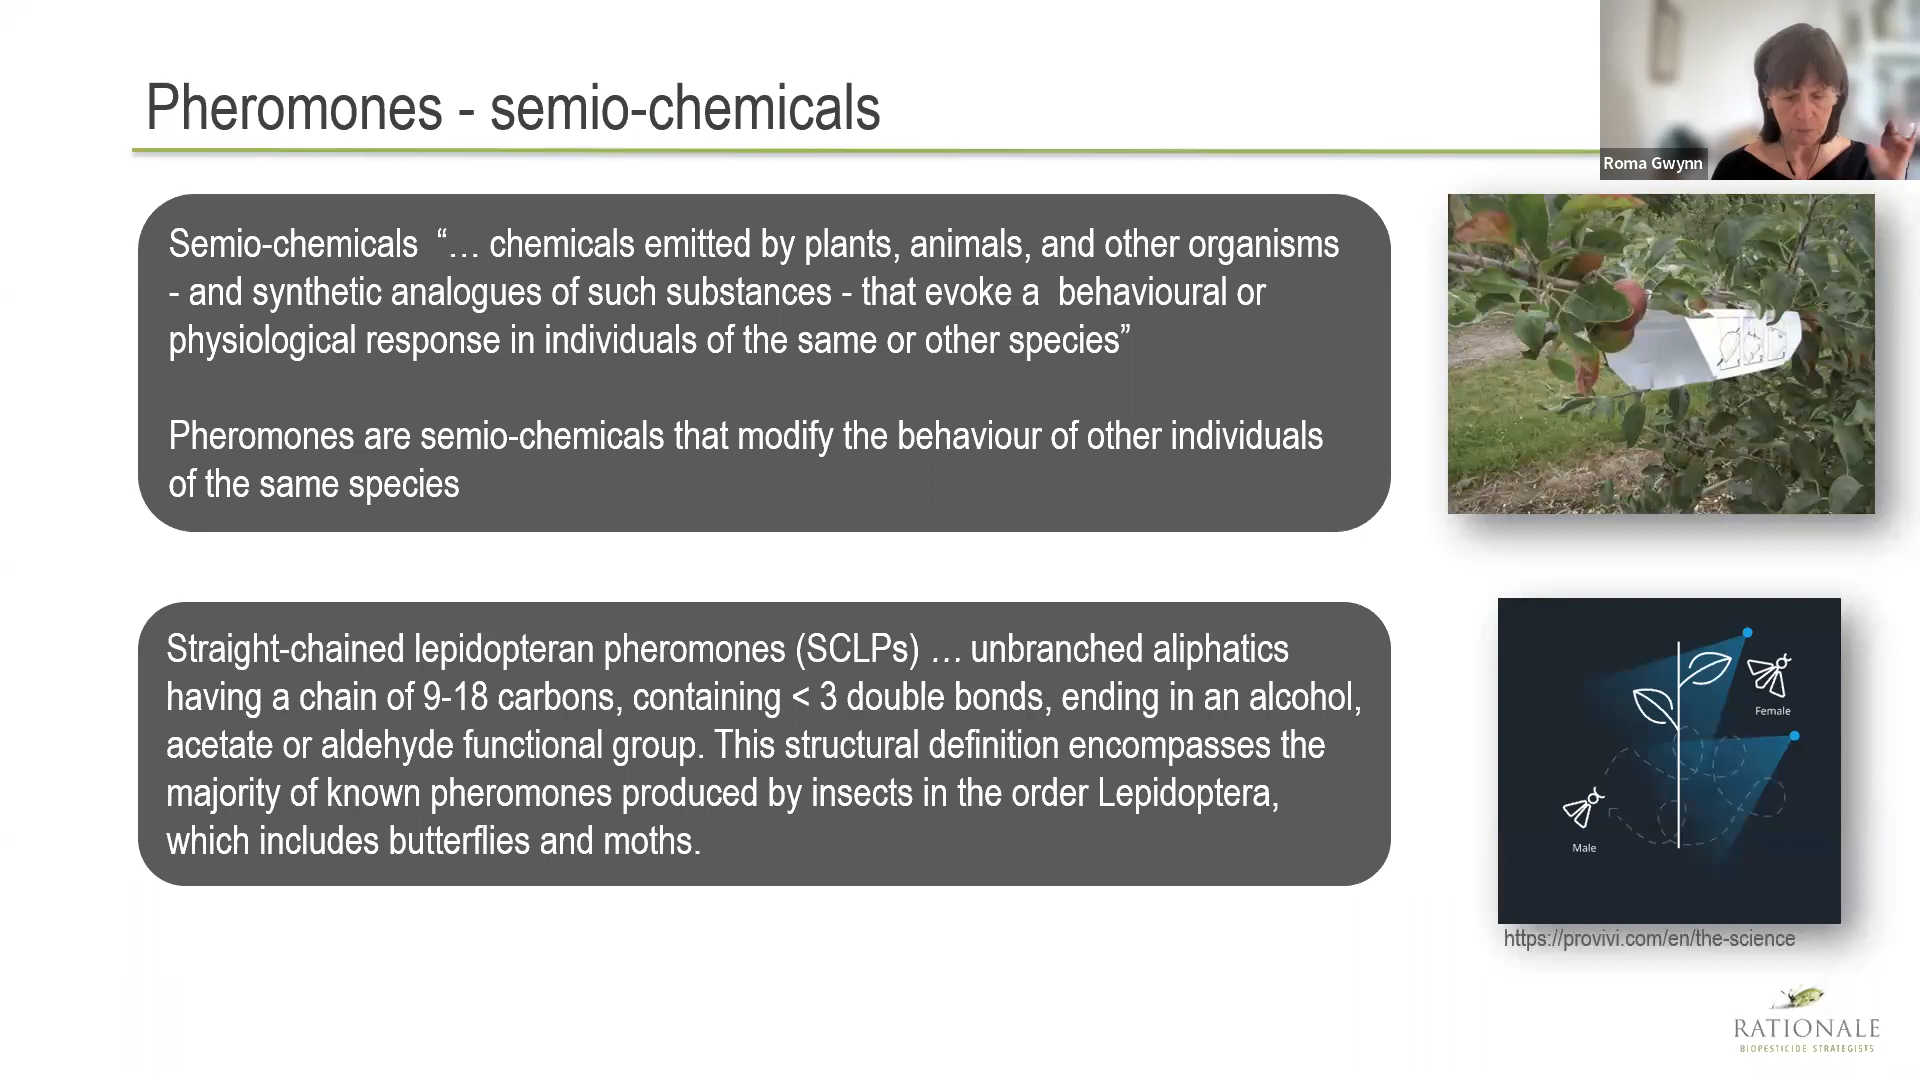 Pheromones - semio-chemicals
Roma Gwynn
Semio-chemicals “… chemicals emitted by plants, animals, and other organisms
- and synthetic analogues of such substances - that evoke a behavioural or
physiological response in individuals of the same or other species”
Pheromones are semio-chemicals that modify the behaviour of other individuals
of the same species
Straight-chained lepidopteran pheromones (SCLPs) … unbranched aliphatics
having a chain of 9-18 carbons, containing < 3 double bonds, ending in an alcohol,
acetate or aldehyde functional group. This structural definition encompasses the
majority of known pheromones produced by insects in the order Lepidoptera,
which includes butterflies and moths.
Female
Male
https://provivi.com/en/the-science
RATIONALE
BIOPESTICIDE STRATEGISTS